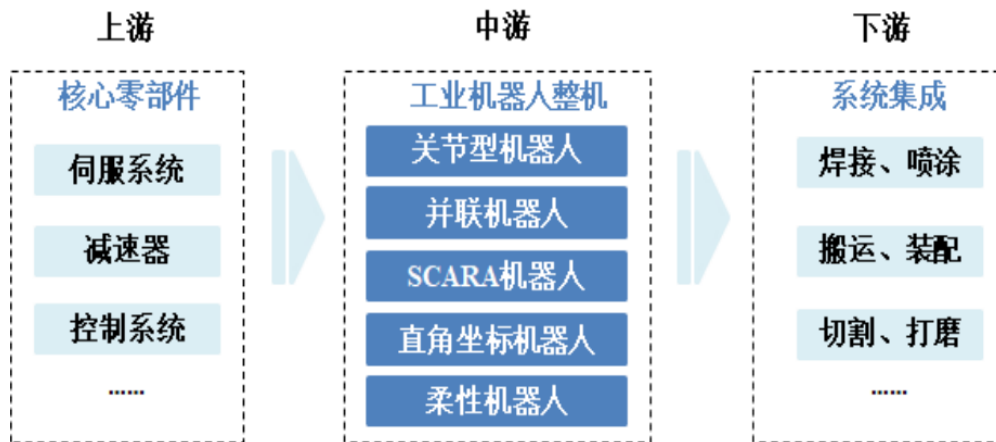 上游
核心零部件
伺服系统
减速器
控制系统
......
中游
工业机器人整机
关节型机器人
并联机器人
SCARA机器人
直角坐标机器人
柔性机器人
下游
系统集成
焊接、喷涂
搬运、装配
切割、打磨
......